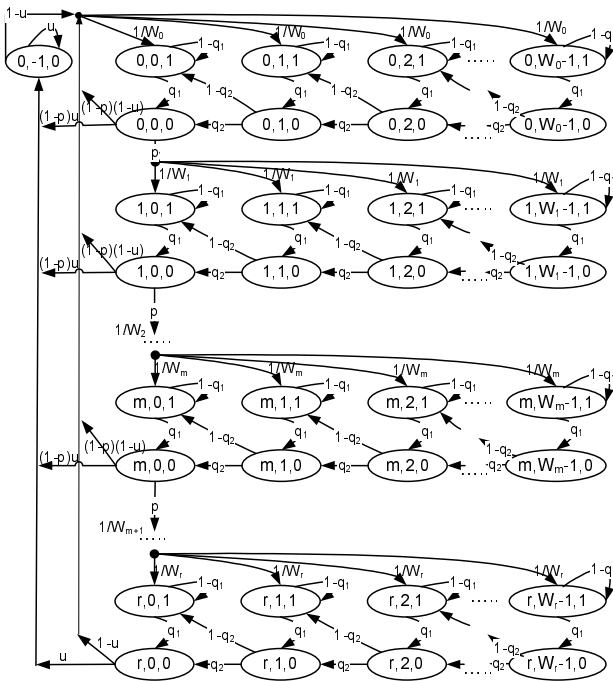 1-u
u
1/W₀ 1/W₀ 1/W₀ 1/W₀
1-q₁ 1-q₁ 1-q₁ 1-q
0,-1,0 0,0,1 0,1,1 0,2,1 ...... 0,W₀-1,1
q₁ 1-q₂ q₁ 1-q₂ q₁ 1-q₂ q₁
(1-p)u (1-p)(1-u) 0,0,0 q₂ 0,1,0 q₂ 0,2,0 ...... q₂ 0,W₀-1,0
p
1/W₁ 1/W₁ 1/W₁ 1/W₁
1-q₁ 1-q₁ 1-q₁ 1-q
1,0,1 1,1,1 1,2,1 ...... 1,W₁-1,1
q₁ 1-q₂ q₁ 1-q₂ q₁ 1-q₂ q₁
(1-p)u (1-p)(1-u) 1,0,0 q₂ 1,1,0 q₂ 1,2,0 ...... q₂ 1,W₁-1,0
p
1/W₂ ......
1/Wₘ 1/Wₘ 1/Wₘ 1/Wₘ
1-q₁ 1-q₁ 1-q₁ 1-q
m,0,1 m,1,1 m,2,1 ...... m,Wₘ-1,1
q₁ 1-q₂ q₁ 1-q₂ q₁ 1-q₂ q₁
(1-p)u (1-p)(1-u) m,0,0 q₂ m,1,0 q₂ m,2,0 ...... q₂ m,Wₘ-1,0
p
1/Wₘ₊₁ ......
1/Wᵣ 1/Wᵣ 1/Wᵣ 1/Wᵣ
1-q₁ 1-q₁ 1-q₁ 1-q
r,0,1 r,1,1 r,2,1 ...... r,Wᵣ-1,1
q₁ 1-q₂ q₁ 1-q₂ q₁ 1-q₂ q₁
u 1-u r,0,0 q₂ r,1,0 q₂ r,2,0 ...... q₂ r,Wᵣ-1,0